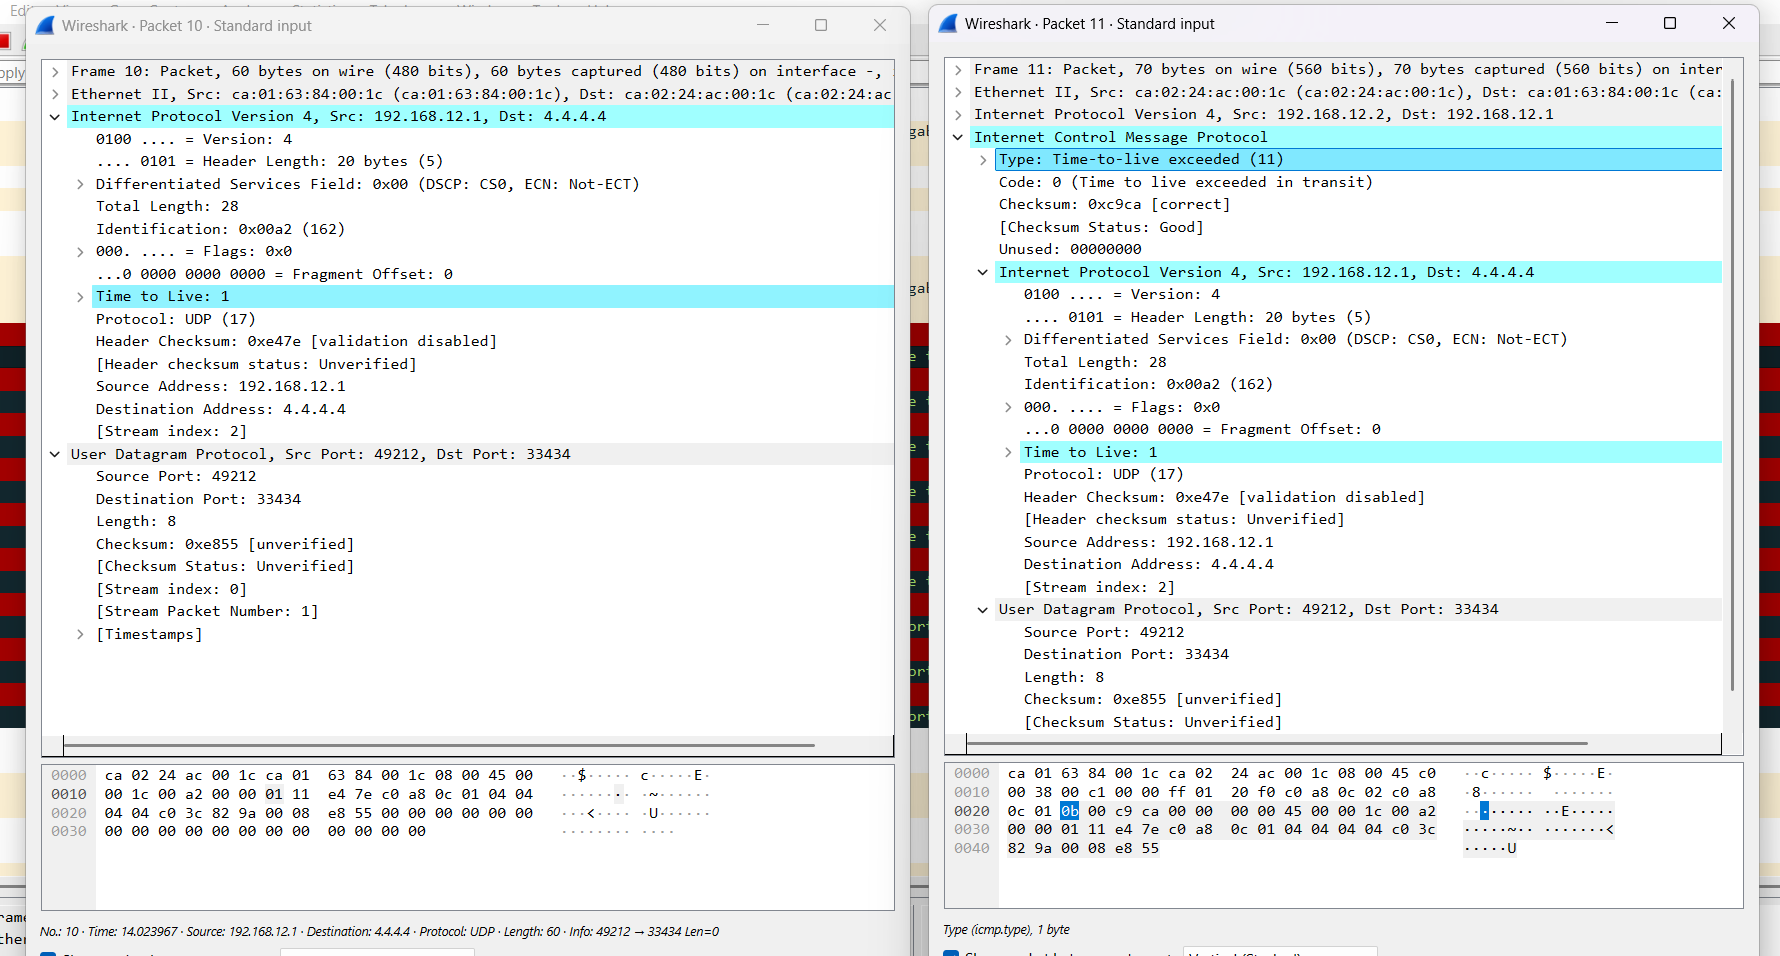 Wireshark · Packet 10 · Standard input
Frame 10: Packet, 60 bytes on wire (480 bits), 60 bytes captured (480 bits) on interface -,
Ethernet II, Src: ca:01:63:84:00:1c (ca:01:63:84:00:1c), Dst: ca:02:24:ac:00:1c (ca:02:24:ac
Internet Protocol Version 4, Src: 192.168.12.1, Dst: 4.4.4.4
0100 .... = Version: 4
.... 0101 = Header Length: 20 bytes (5)
Differentiated Services Field: 0x00 (DSCP: CS0, ECN: Not-ECT)
Total Length: 28
Identification: 0x00a2 (162)
000. .... = Flags: 0x0
...0 0000 0000 0000 = Fragment Offset: 0
Time to Live: 1
Protocol: UDP (17)
Header Checksum: 0xe47e [validation disabled]
[Header checksum status: Unverified]
Source Address: 192.168.12.1
Destination Address: 4.4.4.4
[Stream index: 2]
User Datagram Protocol, Src Port: 49212, Dst Port: 33434
Source Port: 49212
Destination Port: 33434
Length: 8
Checksum: 0xe855 [unverified]
[Checksum Status: Unverified]
[Stream index: 0]
[Stream Packet Number: 1]
[Timestamps]
0000 ca 02 24 ac 00 1c ca 01 63 84 00 1c 08 00 45 00 ··$····· c·····E·
0010 00 1c 00 a2 00 00 01 11 e4 7e c0 a8 0c 01 04 04 ········ ·~······
0020 04 04 c0 3c 82 9a 00 08 e8 55 00 00 00 00 00 00 ···<···· ·U······
0030 00 00 00 00 00 00 00 00 00 00 00 00 ········ ····
No.: 10 · Time: 14.023967 · Source: 192.168.12.1 · Destination: 4.4.4.4 · Protocol: UDP · Length: 60 · Info: 49212 → 33434 Len=0
Wireshark · Packet 11 · Standard input
Frame 11: Packet, 70 bytes on wire (560 bits), 70 bytes captured (560 bits) on inter
Ethernet II, Src: ca:02:24:ac:00:1c (ca:02:24:ac:00:1c), Dst: ca:01:63:84:00:1c (ca:
Internet Protocol Version 4, Src: 192.168.12.2, Dst: 192.168.12.1
Internet Control Message Protocol
Type: Time-to-live exceeded (11)
Code: 0 (Time to live exceeded in transit)
Checksum: 0xc9ca [correct]
[Checksum Status: Good]
Unused: 00000000
Internet Protocol Version 4, Src: 192.168.12.1, Dst: 4.4.4.4
0100 .... = Version: 4
.... 0101 = Header Length: 20 bytes (5)
Differentiated Services Field: 0x00 (DSCP: CS0, ECN: Not-ECT)
Total Length: 28
Identification: 0x00a2 (162)
000. .... = Flags: 0x0
...0 0000 0000 0000 = Fragment Offset: 0
Time to Live: 1
Protocol: UDP (17)
Header Checksum: 0xe47e [validation disabled]
[Header checksum status: Unverified]
Source Address: 192.168.12.1
Destination Address: 4.4.4.4
[Stream index: 2]
User Datagram Protocol, Src Port: 49212, Dst Port: 33434
Source Port: 49212
Destination Port: 33434
Length: 8
Checksum: 0xe855 [unverified]
[Checksum Status: Unverified]
0000 ca 01 63 84 00 1c ca 02 24 ac 00 1c 08 00 45 c0 ··c····· $·····E·
0010 00 38 00 c1 00 00 ff 01 20 f0 c0 a8 0c 02 c0 a8 ·8······ ········
0020 0c 01 0b 00 c9 ca 00 00 00 00 45 00 00 1c 00 a2 ········ ··E·····
0030 00 00 01 11 e4 7e c0 a8 0c 01 04 04 04 04 c0 3c ·····~·· ·······<
0040 82 9a 00 08 e8 55 ·····U
Type (icmp.type), 1 byte